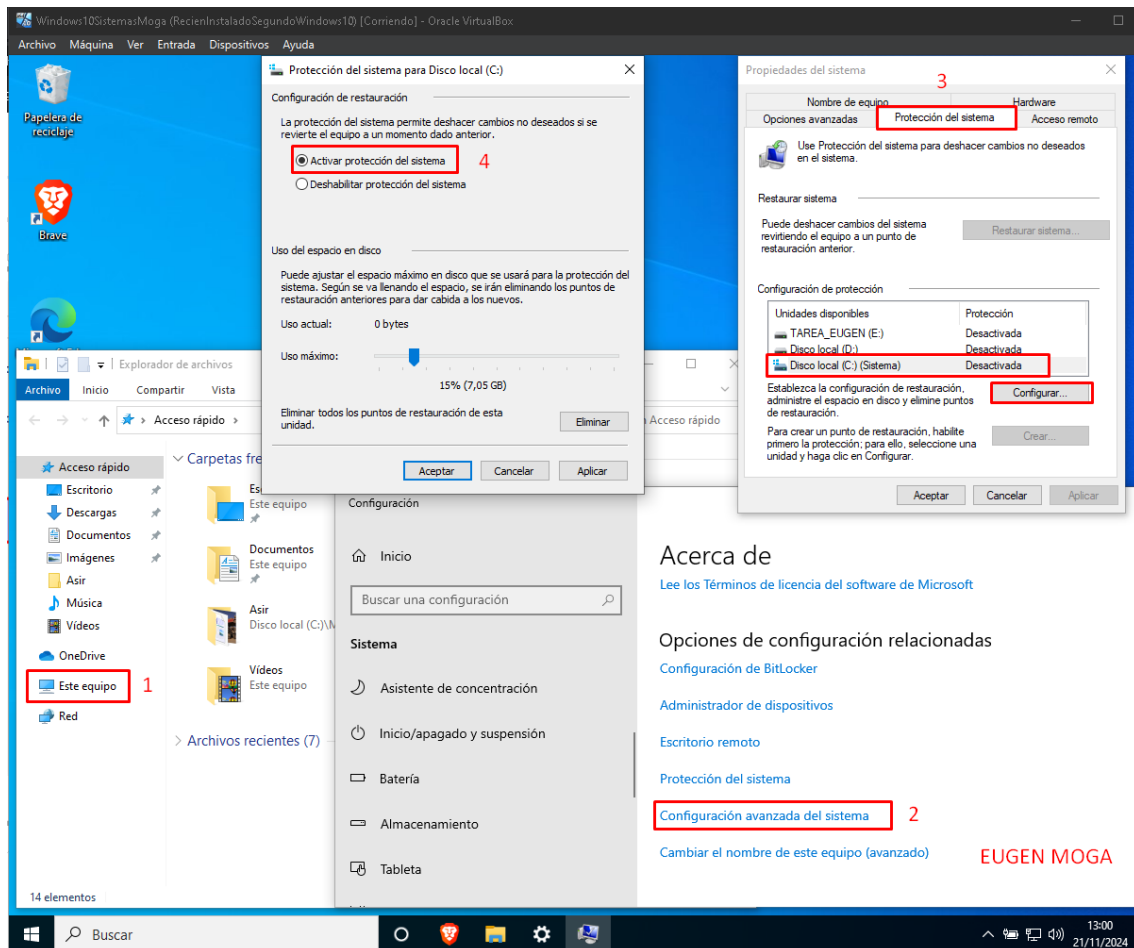 Windows10SistemasMoga (RecienInstaladoSegundoWindows10) [Corriendo] - Oracle VirtualBox
Archivo Máquina Ver Entrada Dispositivos Ayuda
Papelera de
reciclaje
Brave
Protección del sistema para Disco local (C:)
Configuración de restauración
La protección del sistema permite deshacer cambios no deseados si se
revierte el equipo a un momento dado anterior.
Activar protección del sistema 4
Deshabilitar protección del sistema
Uso del espacio en disco
Puede ajustar el espacio máximo en disco que se usará para la protección del
sistema. Según se va llenando el espacio, se irán eliminando los puntos de
restauración anteriores para dar cabida a los nuevos.
Uso actual: 0 bytes
Uso máximo:
15% (7,05 GB)
Eliminar todos los puntos de restauración de esta
unidad.
Eliminar
Aceptar Cancelar Aplicar
Propiedades del sistema
3
Nombre de equipo Hardware
Opciones avanzadas Protección del sistema Acceso remoto
Use Protección del sistema para deshacer cambios no deseados
en el sistema.
Restaurar sistema
Puede deshacer cambios del sistema
revirtiendo el equipo a un punto de
restauración anterior.
Restaurar sistema...
Configuración de protección
Unidades disponibles Protección
TAREA_EUGEN (E:) Desactivada
Disco local (D:) Desactivada
Disco local (C:) (Sistema) Desactivada
Establezca la configuración de restauración,
administre el espacio en disco y elimine puntos
de restauración.
Configurar...
Para crear un punto de restauración, habilite
primero la protección; para ello, seleccione una
unidad y haga clic en Configurar.
Crear...
Aceptar Cancelar Aplicar
Explorador de archivos
Archivo Inicio Compartir Vista
Acceso rápido
Acceso rápido
Acceso rápido
Escritorio
Descargas
Documentos
Imágenes
Asir
Música
Vídeos
OneDrive
Este equipo 1
Red
Carpetas fre
Es
Este equipo
Documentos
Este equipo
Asir
Disco local (C:)\M
Vídeos
Este equipo
Archivos recientes (7)
14 elementos
Configuración
Inicio
Buscar una configuración
Sistema
Asistente de concentración
Inicio/apagado y suspensión
Batería
Almacenamiento
Tableta
Acerca de
Lee los Términos de licencia del software de Microsoft
Opciones de configuración relacionadas
Configuración de BitLocker
Administrador de dispositivos
Escritorio remoto
Protección del sistema
Configuración avanzada del sistema 2
Cambiar el nombre de este equipo (avanzado)
EUGEN MOGA
Buscar
13:00
21/11/2024